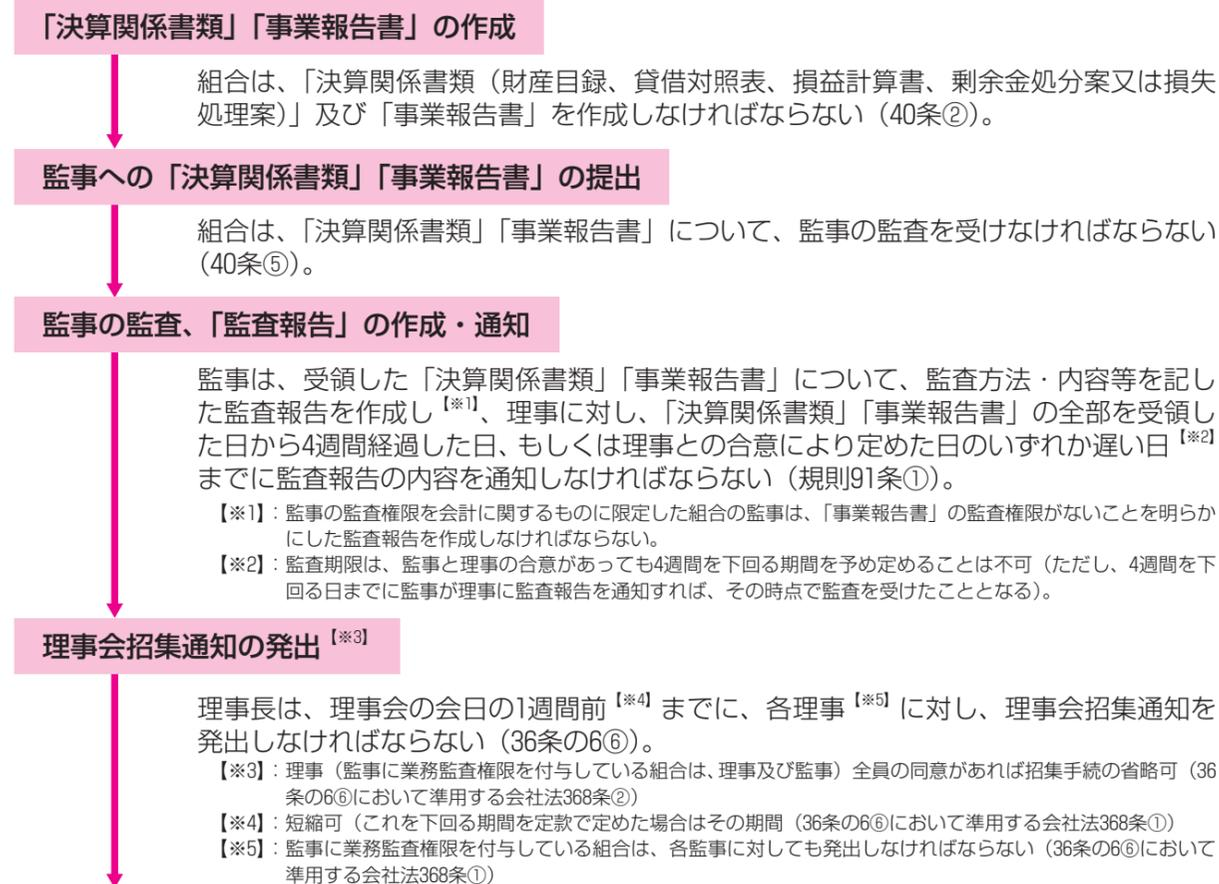 「決算関係書類」「事業報告書」の作成
組合は、「決算関係書類（財産目録、貸借対照表、損益計算書、剰余金処分案又は損失
処理案）」及び「事業報告書」を作成しなければならない（40条②）。
監事への「決算関係書類」「事業報告書」の提出
組合は、「決算関係書類」「事業報告書」について、監事の監査を受けなければならない
（40条⑤）。
監事の監査、「監査報告」の作成・通知
監事は、受領した「決算関係書類」「事業報告書」について、監査方法・内容等を記し
た監査報告を作成し【※1】、理事に対し、「決算関係書類」「事業報告書」の全部を受領し
た日から4週間経過した日、もしくは理事との合意により定めた日のいずれか遅い日【※2】
までに監査報告の内容を通知しなければならない（規則91条①）。
【※1】：監事の監査権限を会計に関するものに限定した組合の監事は、「事業報告書」の監査権限がないことを明らか
にした監査報告を作成しなければならない。
【※2】：監査期限は、監事と理事の合意があっても4週間を下回る期間を予め定めることは不可（ただし、4週間を下
回る日までに監事が理事に監査報告を通知すれば、その時点で監査を受けたこととなる）。
理事会招集通知の発出【※3】
理事長は、理事会の会日の1週間前【※4】までに、各理事【※5】に対し、理事会招集通知を
発出しなければならない（36条の6⑥）。
【※3】：理事（監事に業務監査権限を付与している組合は、理事及び監事）全員の同意があれば招集手続の省略可（36
条の6⑥において準用する会社法368条②）
【※4】：短縮可（これを下回る期間を定款で定めた場合はその期間（36条の6⑥において準用する会社法368条①）
【※5】：監事に業務監査権限を付与している組合は、各監事に対しても発出しなければならない（36条の6⑥において
準用する会社法368条①）